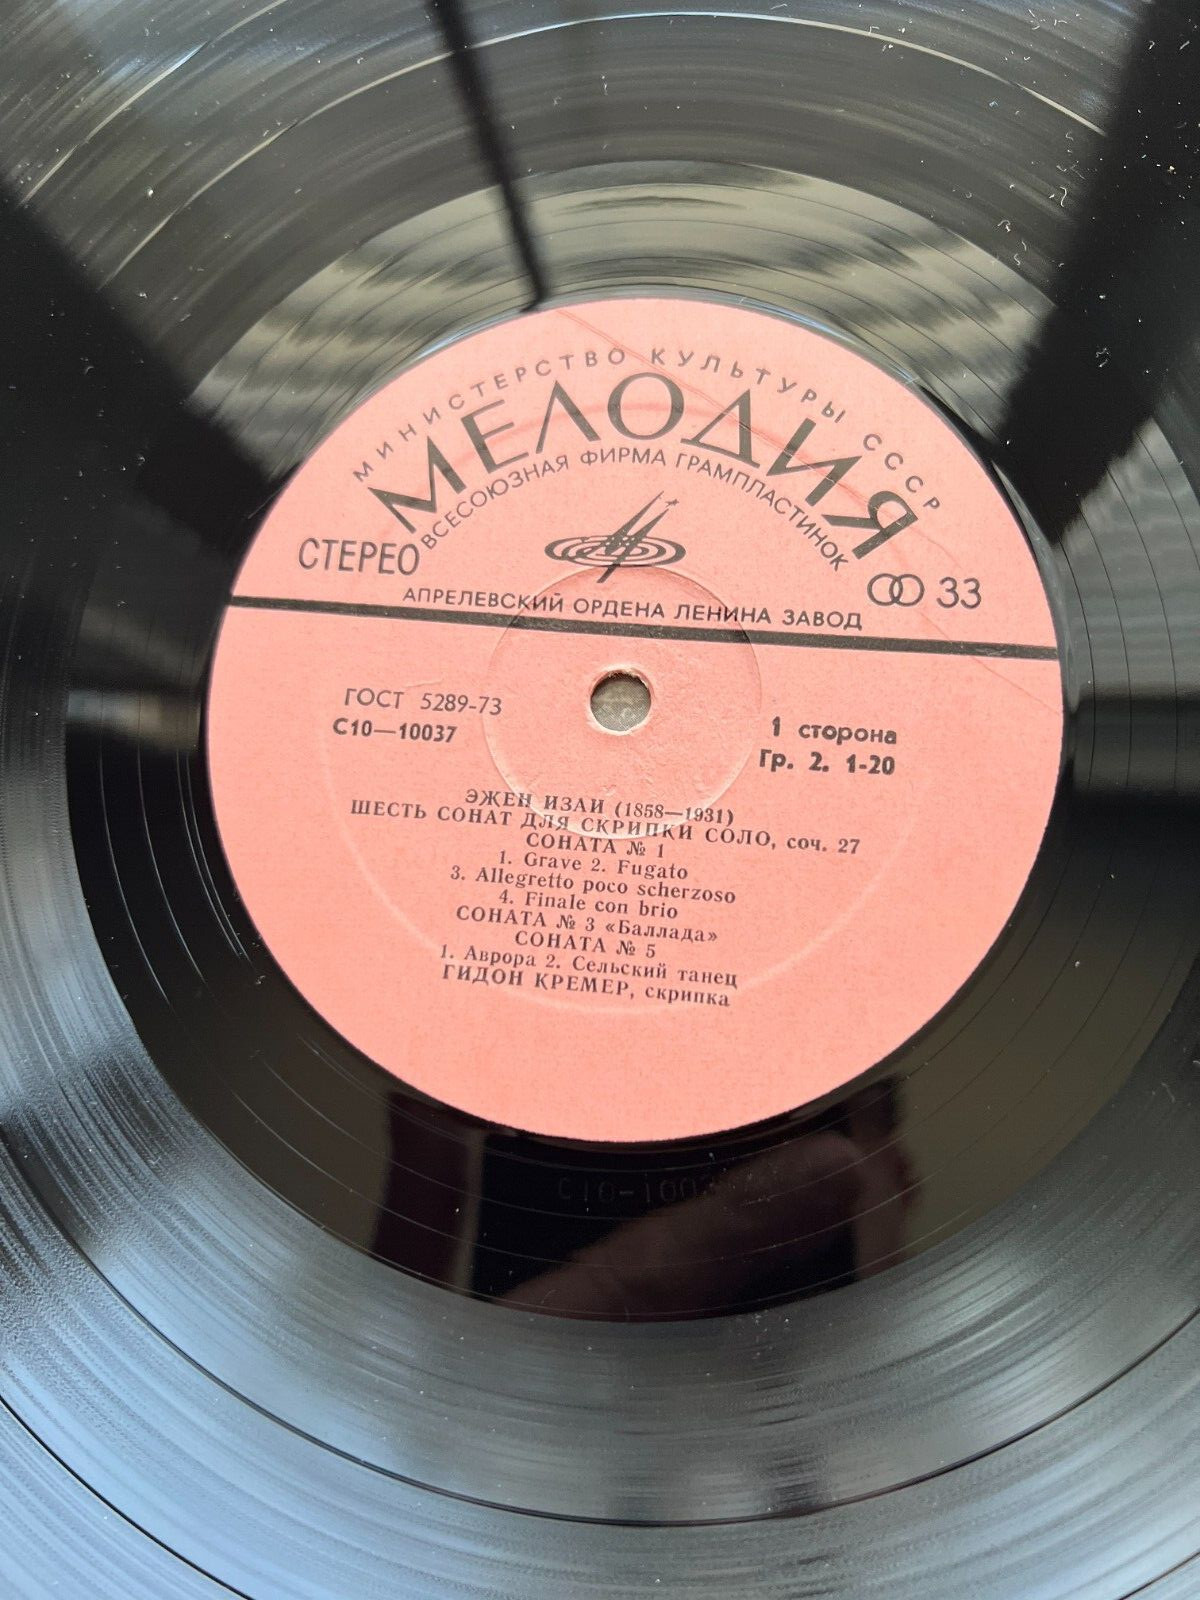 МИНИСТЕРСТВО КУЛЬТУРЫ СССР
МЕЛОДИЯ
ВСЕСОЮЗНАЯ ФИРМА ГРАМПЛАСТИНОК
СТЕРЕО
33
АПРЕЛЕВСКИЙ ОРДЕНА ЛЕНИНА ЗАВОД
ГОСТ 5289-73
С10—10037
1 сторона
Гр. 2. 1-20
ЭЖЕН ИЗАИ (1858—1931)
ШЕСТЬ СОНАТ ДЛЯ СКРИПКИ СОЛО, соч. 27
СОНАТА № 1
1. Grave 2. Fugato
3. Allegretto poco scherzoso
4. Finale con brio
СОНАТА № 3 «Баллада»
СОНАТА № 5
1. Аврора 2. Сельский танец
ГИДОН КРЕМЕР, скрипка